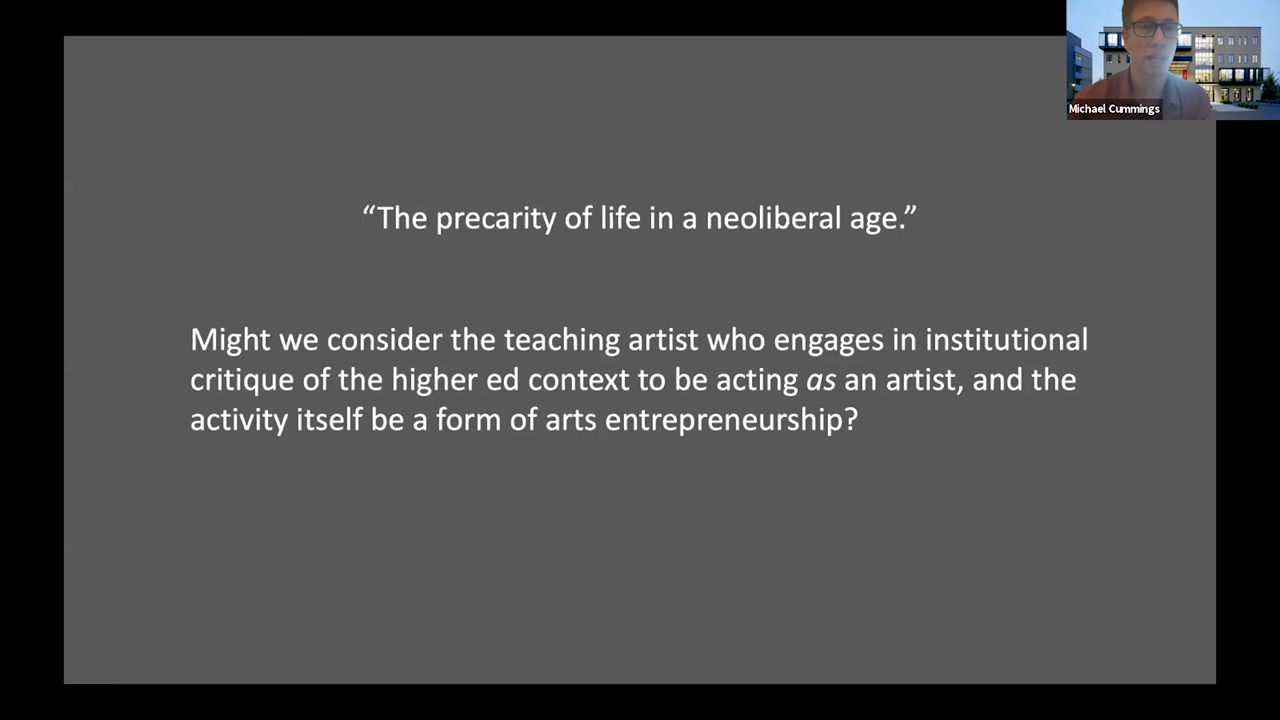 “The precarity of life in a neoliberal age.”
Might we consider the teaching artist who engages in institutional
critique of the higher ed context to be acting as an artist, and the
activity itself be a form of arts entrepreneurship?
Michael Cummings